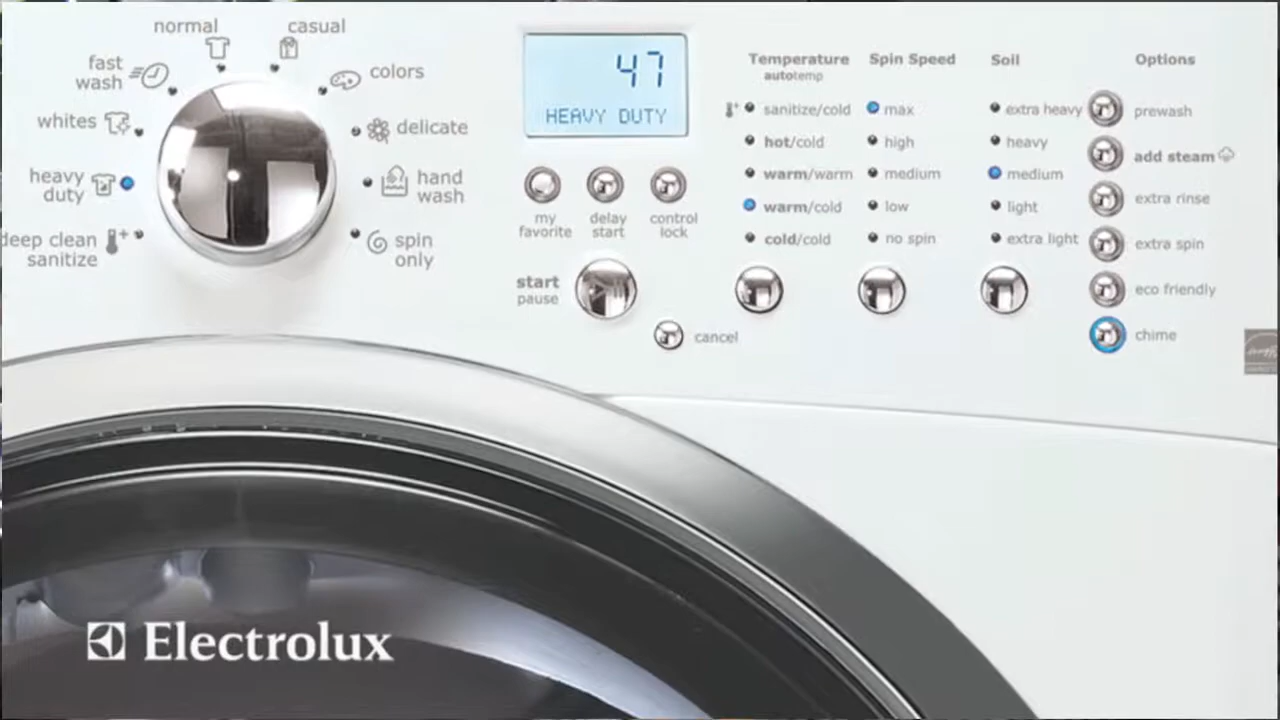 normal
casual
fast
wash
colors
whites
delicate
heavy
duty
hand
wash
deep clean
sanitize
spin
only
47
HEAVY DUTY
my
favorite
delay
start
control
lock
start
pause
cancel
Temperature
autotemp
sanitize/cold
hot/cold
warm/warm
warm/cold
cold/cold
Spin Speed
max
high
medium
low
no spin
Soil
extra heavy
heavy
medium
light
extra light
Options
prewash
add steam
extra rinse
extra spin
eco friendly
chime
Electrolux